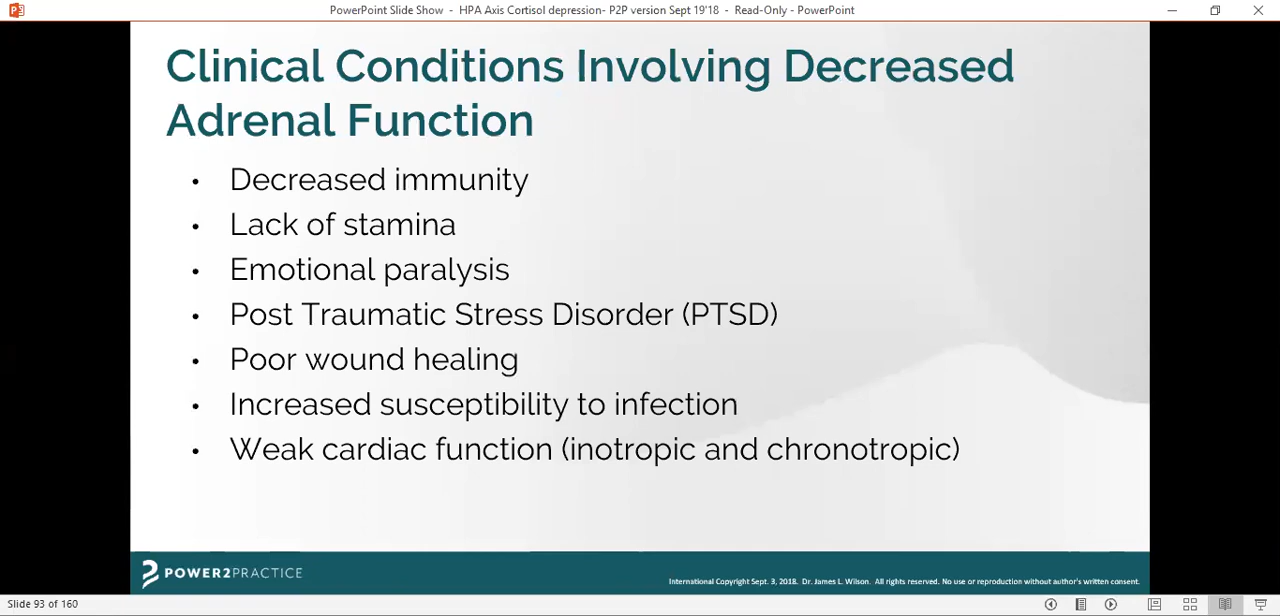 PowerPoint Slide Show - HPA Axis Cortisol depression- P2P version Sept 19'18 - Read-Only - PowerPoint
Clinical Conditions Involving Decreased
Adrenal Function
• Decreased immunity
• Lack of stamina
• Emotional paralysis
• Post Traumatic Stress Disorder (PTSD)
• Poor wound healing
• Increased susceptibility to infection
• Weak cardiac function (inotropic and chronotropic)
POWER2PRACTICE
International Copyright Sept. 3, 2018. Dr. James L. Wilson. All rights reserved. No use or reproduction without author's written consent.
Slide 93 of 160